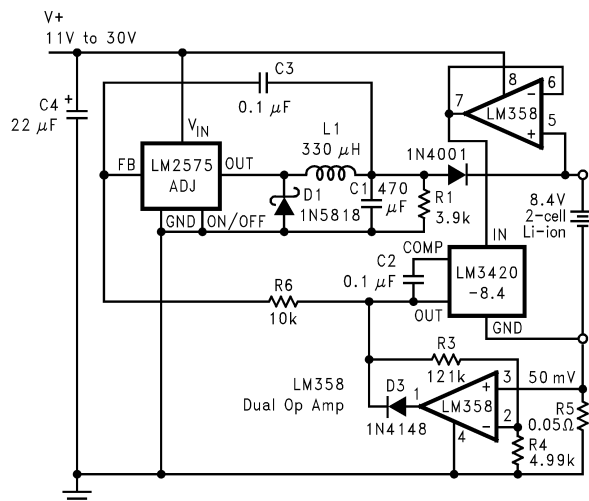 V+
11V to 30V
C3
0.1 µF
C4
+
22 µF
VIN
FB
LM2575
ADJ
OUT
GND
ON/OFF
L1
330 µH
D1
1N5818
C1
470
µF
1N4001
R1
3.9k
8
7
6
5
LM358
−
+
8.4V
2-cell
Li-ion
IN
COMP
C2
0.1 µF
LM3420
-8.4
OUT
GND
R6
10k
R3
121k
LM358
Dual Op Amp
D3
1N4148
1
LM358
+
−
3
2
4
50 mV
R5
0.05Ω
R4
4.99k